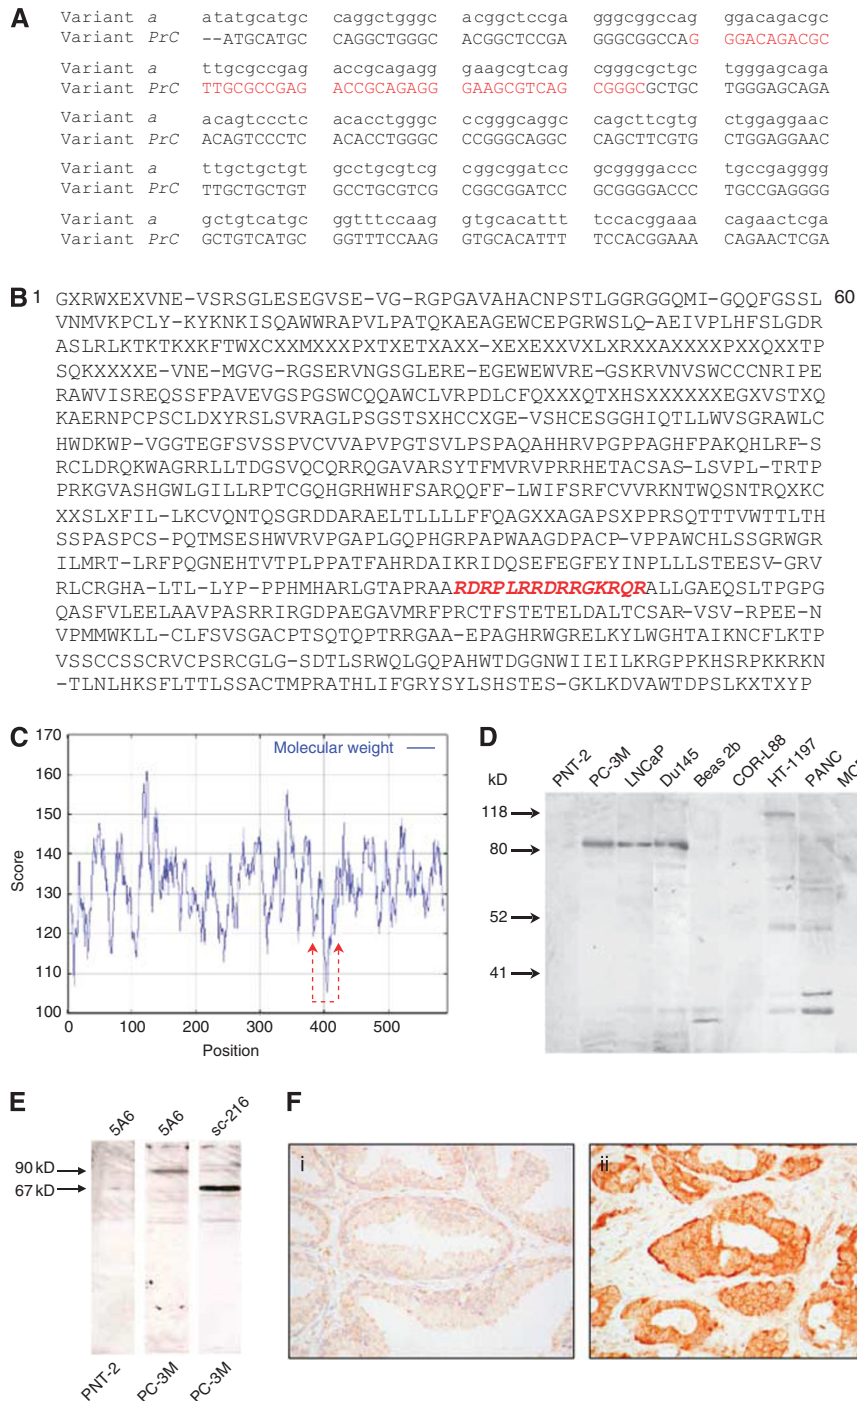 A
Variant a atatgcatgc caggctgggc acggctccga gggcggccag ggacagacgc
Variant PrC --ATGCATGC CAGGCTGGGC ACGGCTCCGA GGGCGGCCAG GGACAGACGC
Variant a ttgcgccgag accgcagagg gaagcgtcag cgggcgctgc tgggagcaga
Variant PrC TTGCGCCGAG ACCGCAGAGG GAAGCGTCAG CGGGCGCTGC TGGGAGCAGA
Variant a acagtccctc acacctgggc cccgggcaggc cagcttcgtg ctggaggaac
Variant PrC ACAGTCCCTC ACACCTGGGC CCGGGCAGGC CAGCTTCGTG CTGGAGGAAC
Variant a ttgctgctgt gcctgcgtcg cggcggatcc gcggggaccc tgccgagggg
Variant PrC TTGCTGCTGT GCCTGCGTCG CGGCGGATCC GCGGGGACCC TGCCGAGGGG
Variant a gctgtcatgc ggtttccaag gtgcacattt tccacggaaa cagaactcga
Variant PrC GCTGTCATGC GGTTTCCAAG GTGCACATTT TCCACGGAAA CAGAACTCGA
B 1 GXRWXEXVNE-VSRSGLESEGVSE-VG-RGPGAVAHACNPSTLGGRGGQMI-GQQFGSSL 60
VNMVKPCLY-KYKNKISQAWWRAPVLPATQKAEAGEWCEPGRWSLQ-AEIVPLHFSLGDR
ASLRLKTKTKXKFTWXCXXMXXXPXTXETXAXX-XEXEXXVXLXRXXAXXXXPXXQXXTP
SQKXXXXE-VNE-MGVG-RGSERVNGSGLERE-EGEWEWVRE-GSKRVNVSWCCCNRIPE
RAWVISREQSSFPAVEVGSPGSWCQQAWCLVRPDLCFQXXXQTXHSXXXXXXEGXVSTXQ
KAERNPCPSCLDXYRSLSVRAGLPSGSTSXHCCXGE-VSHCESGGHIQTLLWVSGRAWLC
HWDKWP-VGGTEGFSVSSPVCVVAPVPGTSVLPSPAQAHHRVPGPPAGHFPAKQHLRF-S
RCLDRQKWAGRRLLTDGSVQCQRRQGAVARSYTFMVRVPRRHETACSAS-LSVPL-TRTP
PRKGVASHGWLGILLRPTCGQHGRHWHFSARQQFF-LWIFSRFCVVRKNTWQSNTRQXKC
XXSLXFIL-LKCVQNTQSGRDDARAELTLLLLFFQAGXXAGAPSXPPRSQTTTVWTTLTH
SSPASPCS-PQTMSESHWVRVPGAPLGQPHGRPAPWAAGDPACP-VPPAWCHLSSGRWGR
ILMRT-LRFPQGNEHTVTPLPPATFAHRDAIKRIDQSEFEGFEYINPLLLSTEESV-GRV
RLCRGHA-LTL-LYP-PPHMHARLGTAPRAARDRPLRRDRRGKRQRALLGAEQSLTPGPG
QASFVLEELAAVPASRRIRGDPAEGAVMRFPRCTFSTETELDALTCSAR-VSV-RPEE-N
VPMMWKLL-CLFSVSGACPTSQTQPTRRGAA-EPAGHRWGRELKYLWGHTAIKNCFLKTP
VSSCCSSCRVCPSRCGLG-SDTLSRWQLGQPAHWTDGGNWIIEILKRGPPKHSRPKKRKN
-TLNLHKSFLTTLSSACTMPRATHLIFGRYSYLSHSTES-GKLKDVAWTDPSLKXTXYP
C
Molecular weight
Score
170
160
150
140
130
120
110
100
0 100 200 300 400 500
Position
D
kD
PNT-2 PC-3M LNCaP Du145 Beas 2b COR-L88 HT-1197 PANC
118
80
52
41
E
5A6 5A6 sc-216
90 kD
67 kD
PNT-2 PC-3M PC-3M
F
i ii